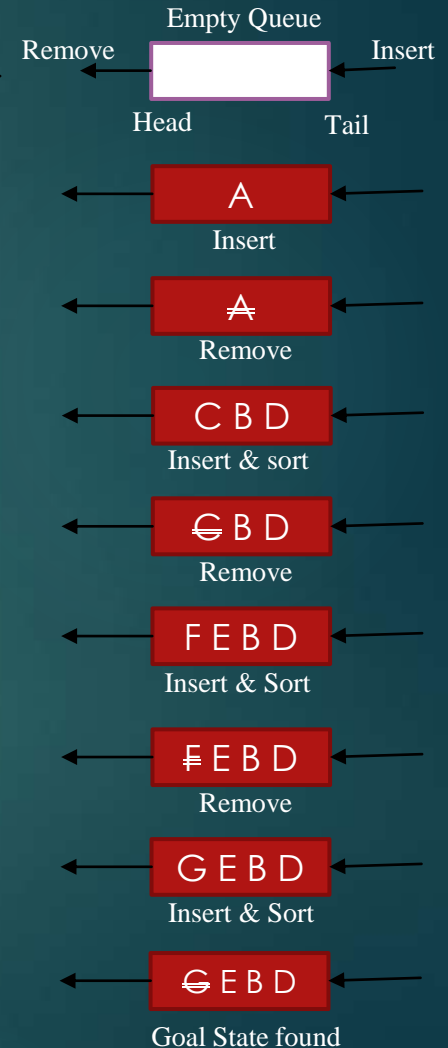 Empty Queue
Remove Insert
Head Tail
A
Insert
A
Remove
C B D
Insert & sort
C B D
Remove
F E B D
Insert & Sort
F E B D
Remove
G E B D
Insert & Sort
G E B D
Goal State found